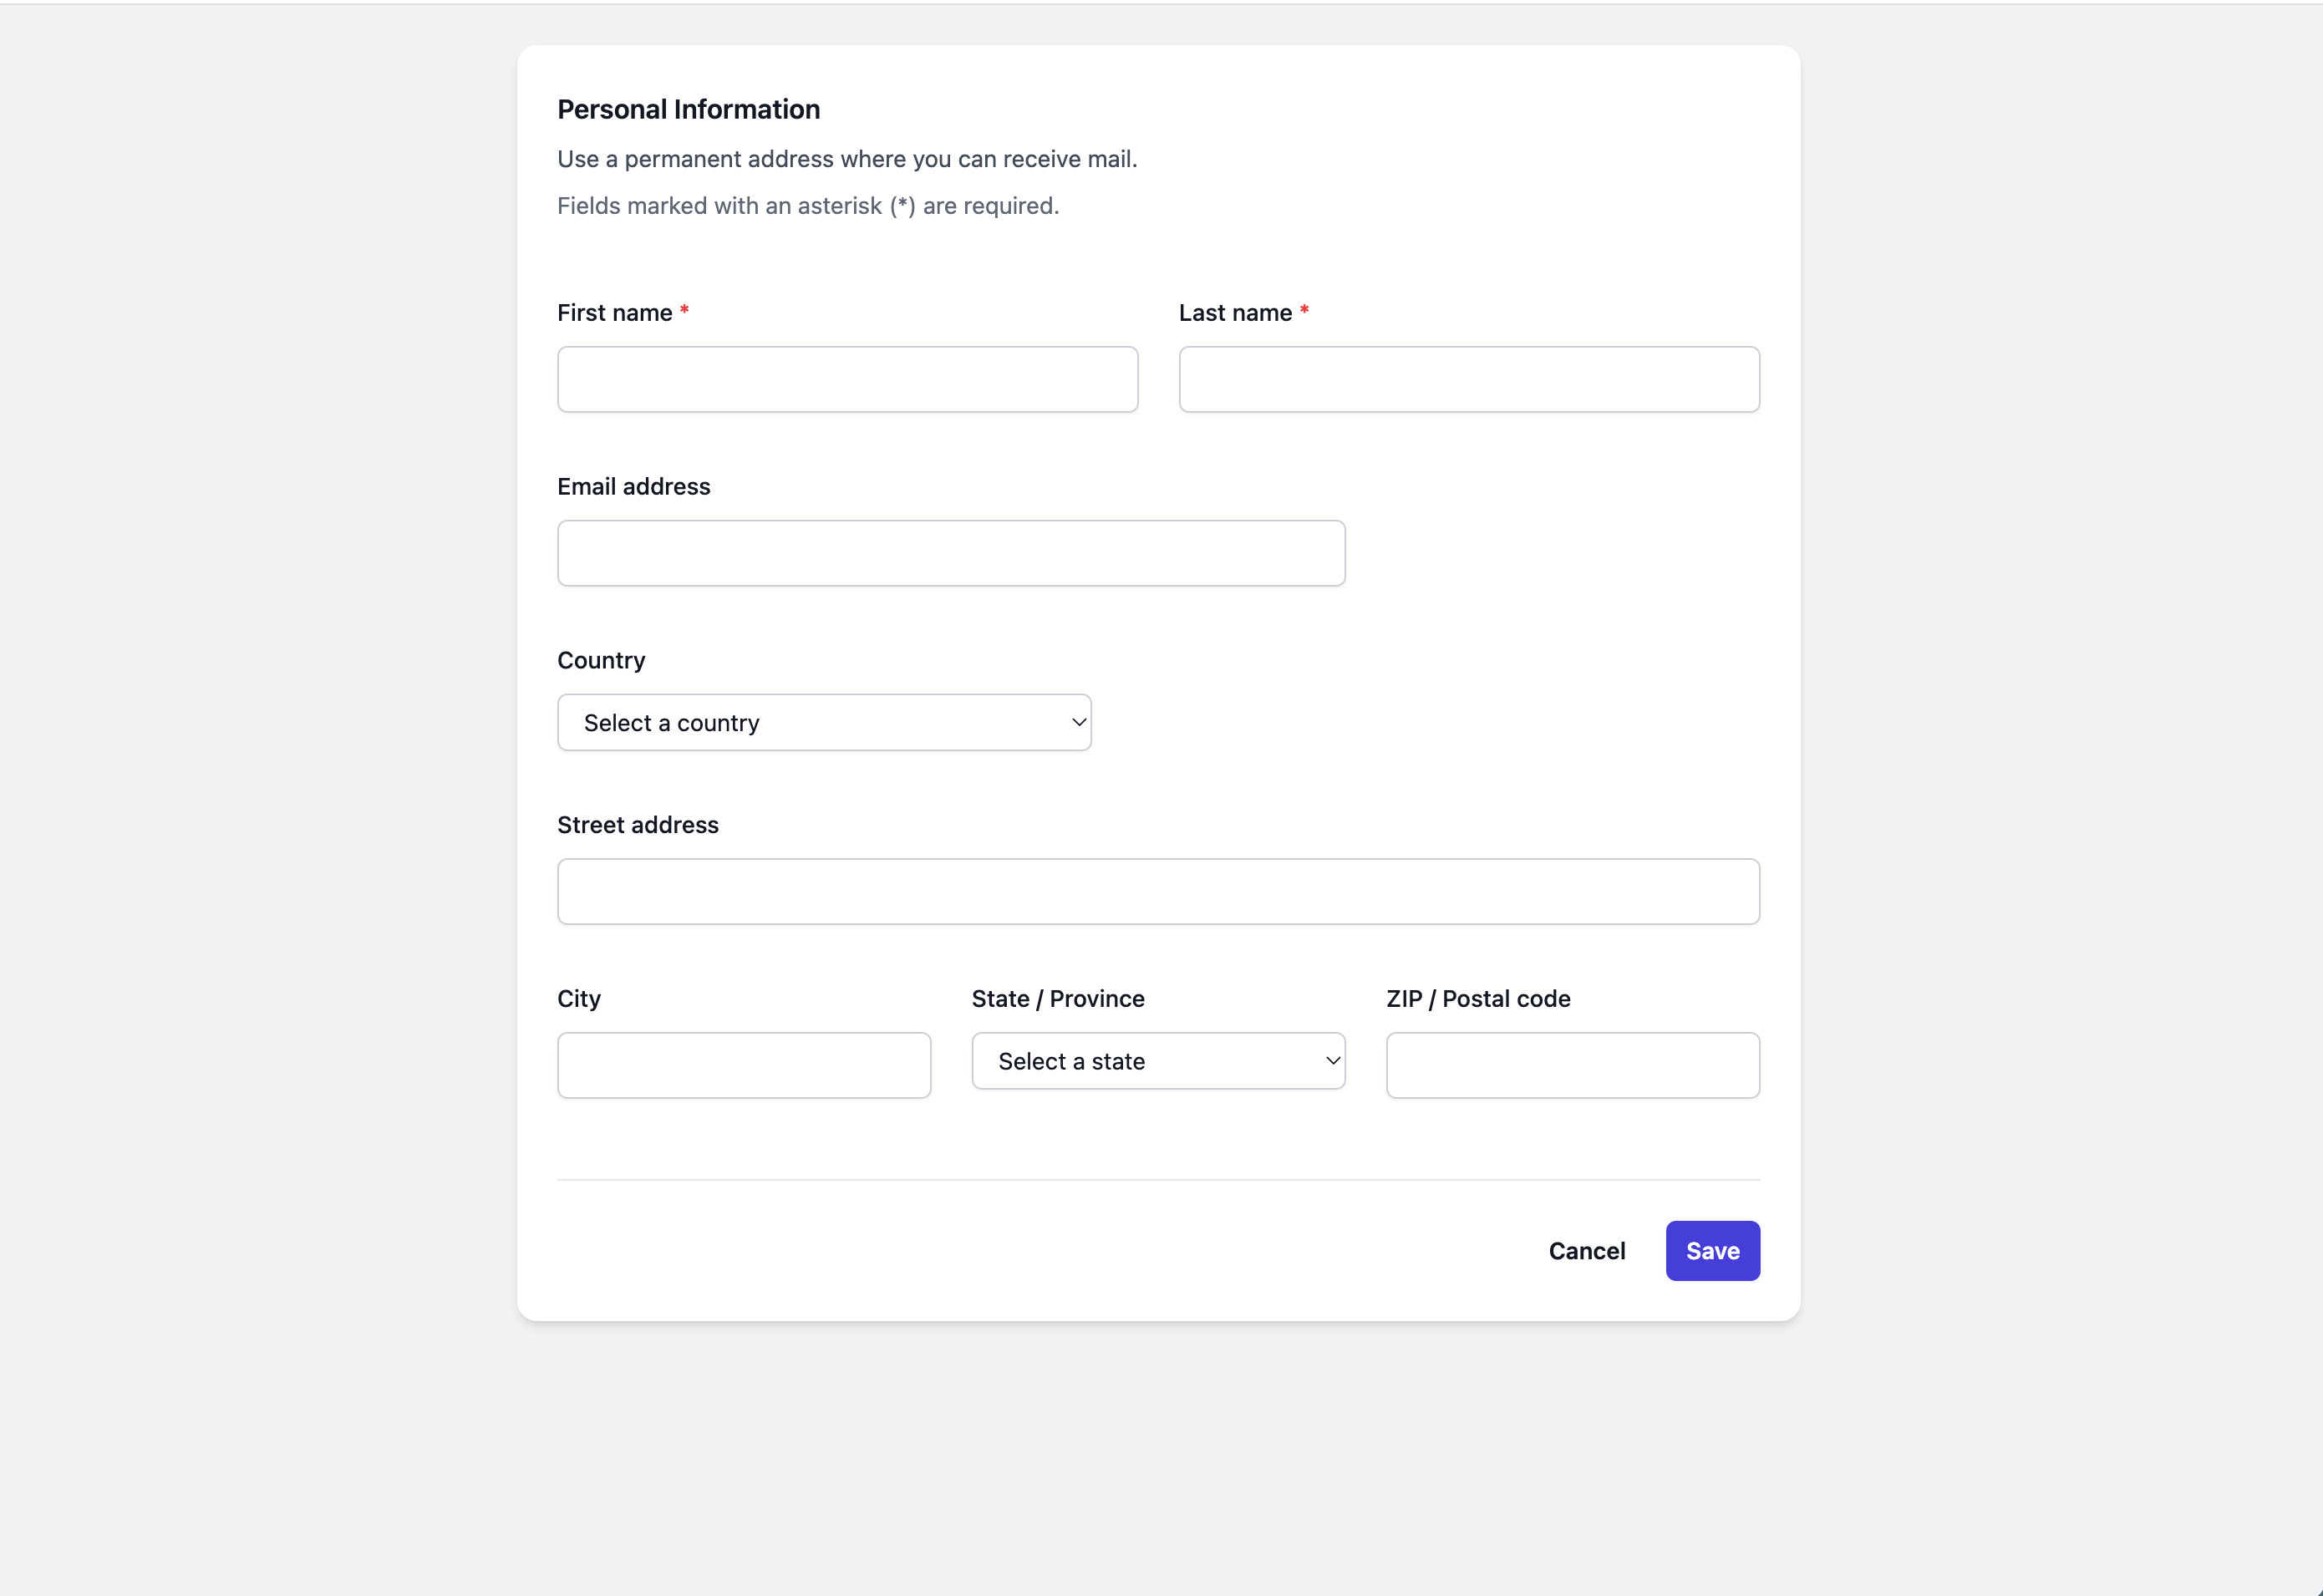 Personal Information
Use a permanent address where you can receive mail.
Fields marked with an asterisk (*) are required.
First name *
Last name *
Email address
Country
Select a country
Street address
City
State / Province
ZIP / Postal code
Select a state
Cancel
Save